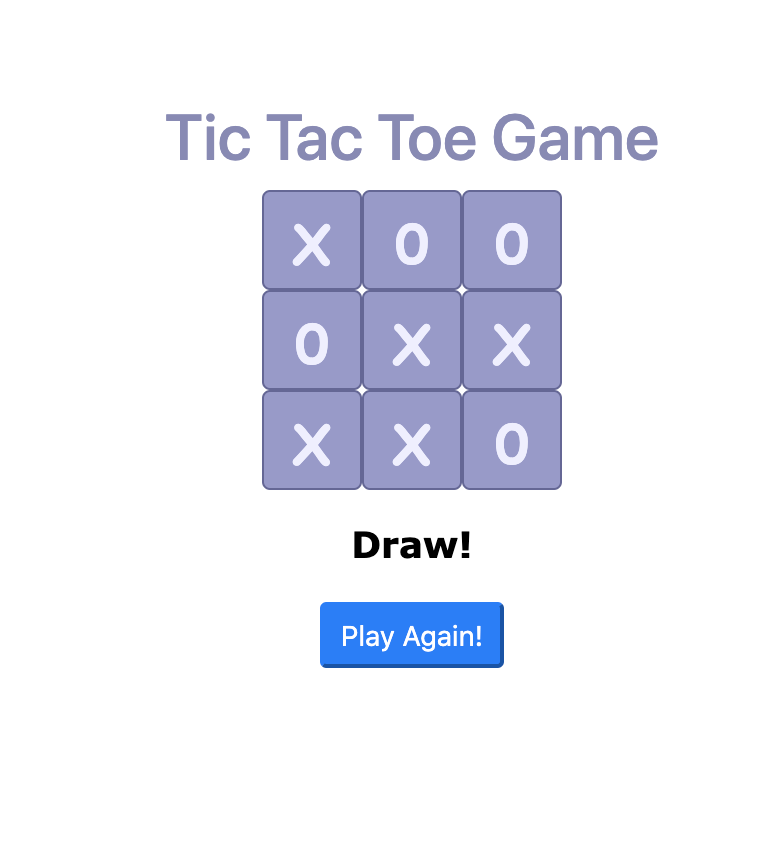 Tic Tac Toe Game
X O O
O X X
X X O
Draw!
Play Again!